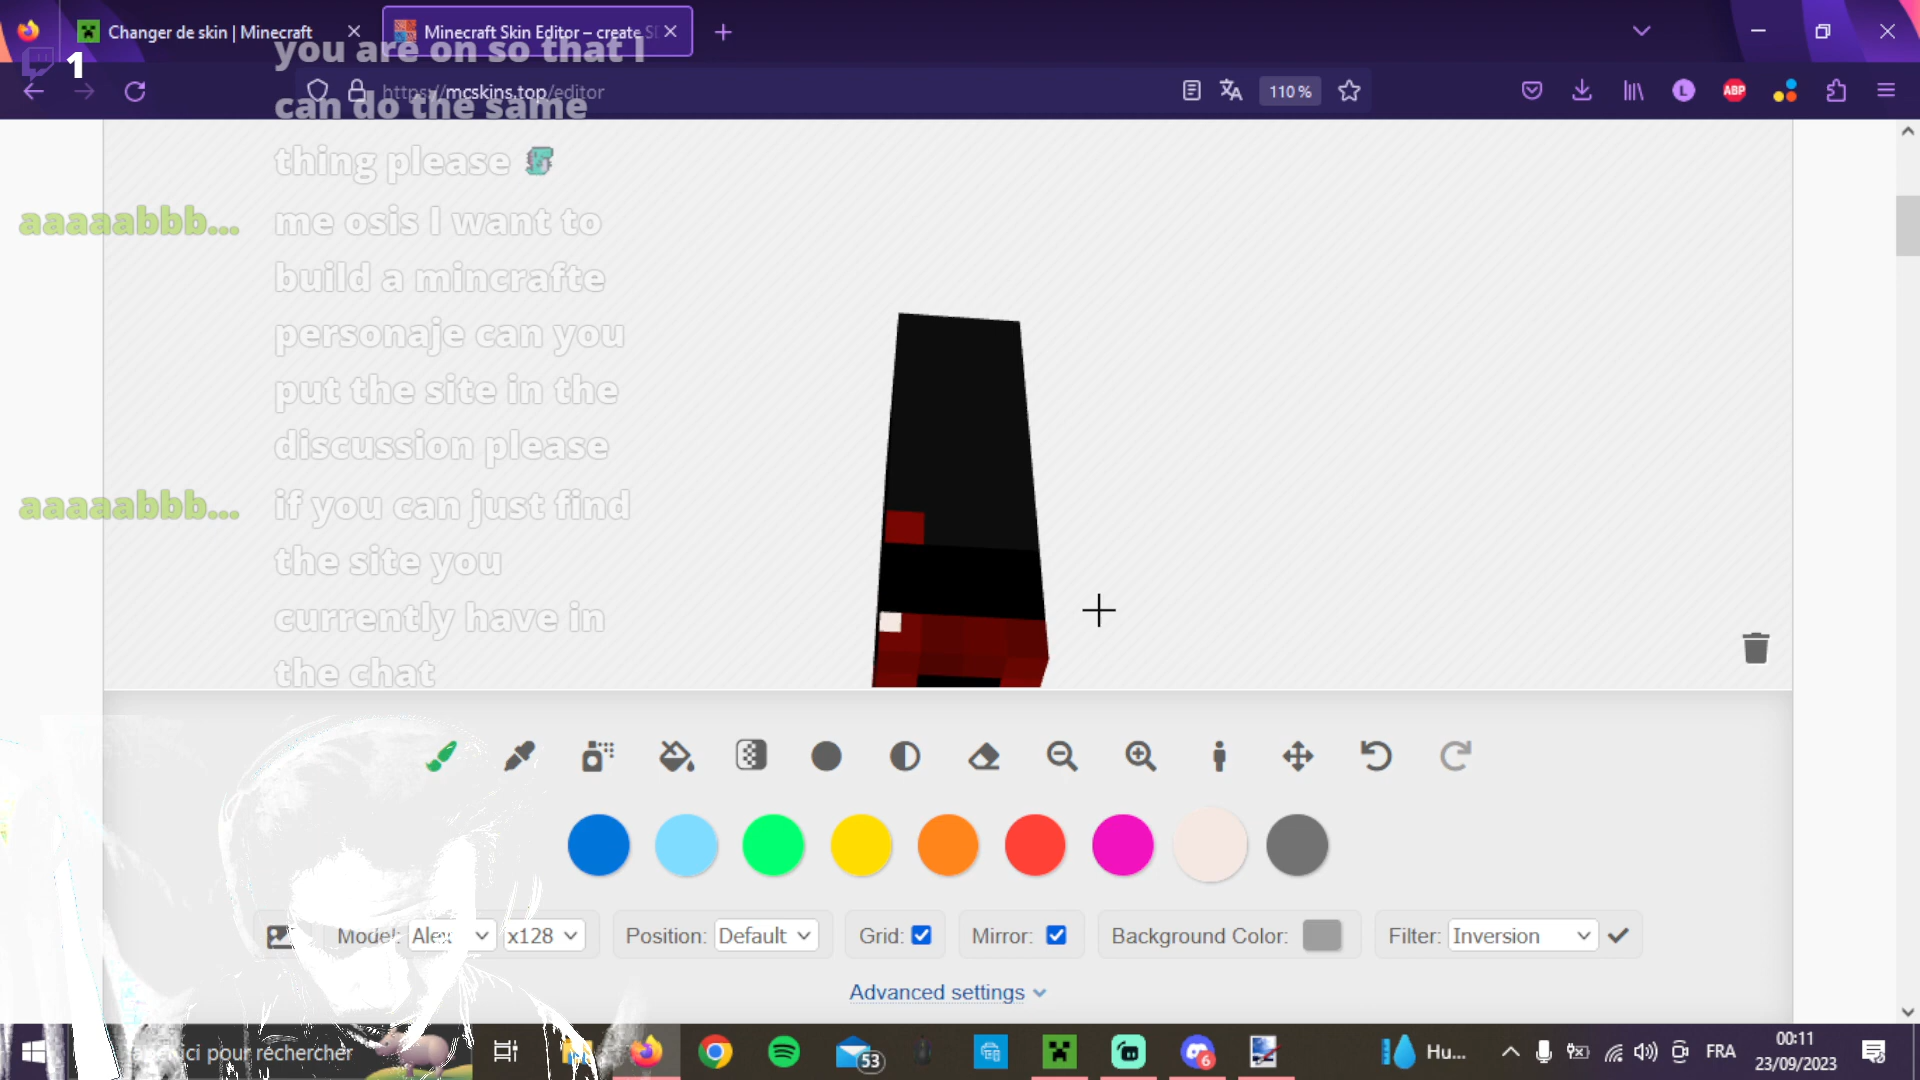 Changer de skin | Minecraft
Minecraft Skin Editor – create S
1
https://mcskins.top/editor
110 %
L
ABP
you are on so that I
can do the same
thing please
aaaaabbb... me osis I want to
build a mincrafte
personaje can you
put the site in the
discussion please
aaaaabbb... if you can just find
the site you
currently have in
the chat
Model: Alex x128 Position: Default Grid: Mirror: Background Color: Filter: Inversion
Advanced settings
ici pour rechercher
53
6
Hu...
FRA
00:11
23/09/2023